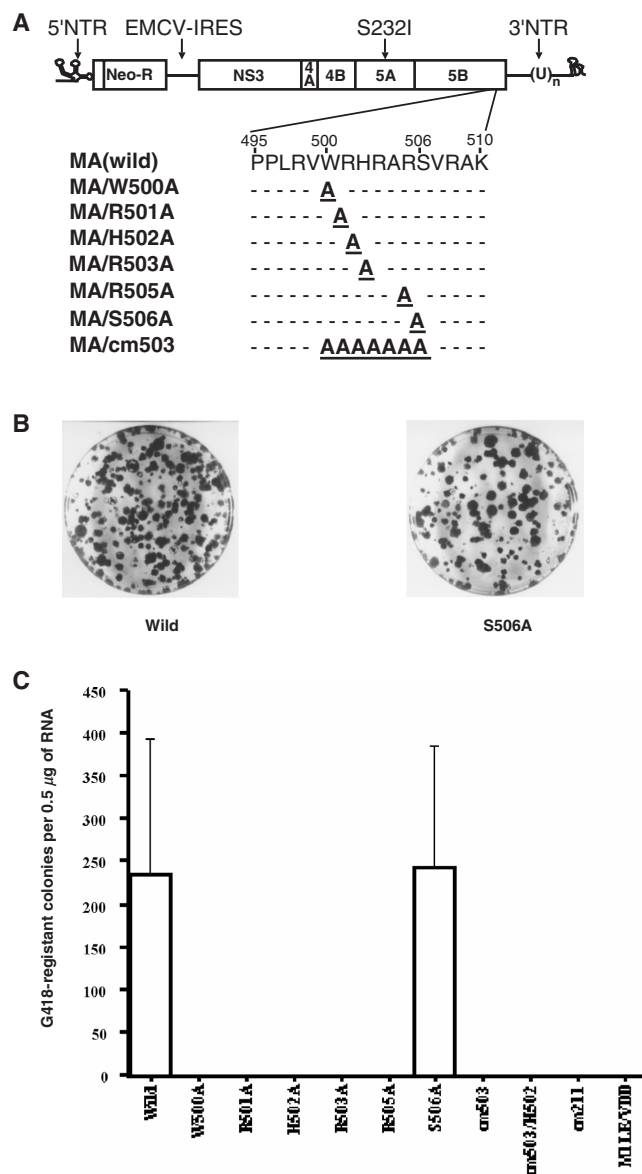 A
5'NTR EMCV-IRES S232I 3'NTR
Neo-R NS3 4A 4B 5A 5B (U)n
495 500 506 510
MA(wild) PPLRVWRHRARSVRAK
MA/W500A - - - - - A - - - - - - - - - -
MA/R501A - - - - - - A - - - - - - - - -
MA/H502A - - - - - - - A - - - - - - - -
MA/R503A - - - - - - - - A - - - - - - -
MA/R505A - - - - - - - - - - A - - - - -
MA/S506A - - - - - - - - - - - A - - - -
MA/cm503 - - - - - AAAAAAA - - - -
B
Wild S506A
C
G418-registant colonies per 0.5 μg of RNA
450
400
350
300
250
200
150
100
50
0
Wild W500A R501A H502A R503A R505A S506A cm503 cm503/H502 cm211